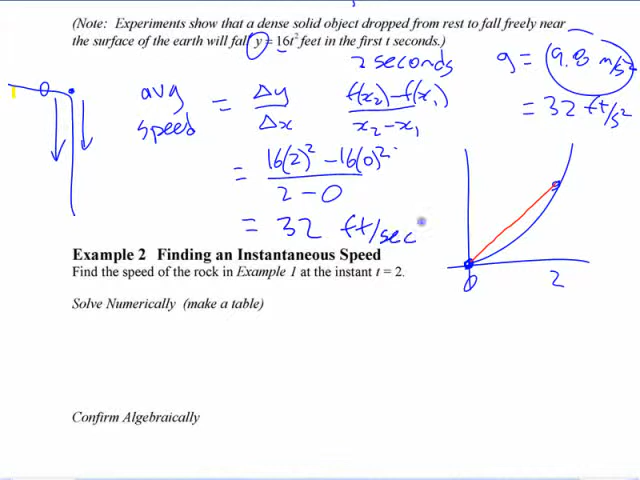 (Note: Experiments show that a dense solid object dropped from rest to fall freely near
the surface of the earth will fall y = 16t² feet in the first t seconds.)
2 seconds
g = 9.8 m/s²
= 32 ft/s²
avg speed = Δy/Δx  f(x₂) – f(x₁)/x₂ – x₁
= 16(2)² – 16(0)²/2 – 0
= 32 ft/sec
0 2
Example 2 Finding an Instantaneous Speed
Find the speed of the rock in Example 1 at the instant t = 2.
Solve Numerically (make a table)
Confirm Algebraically